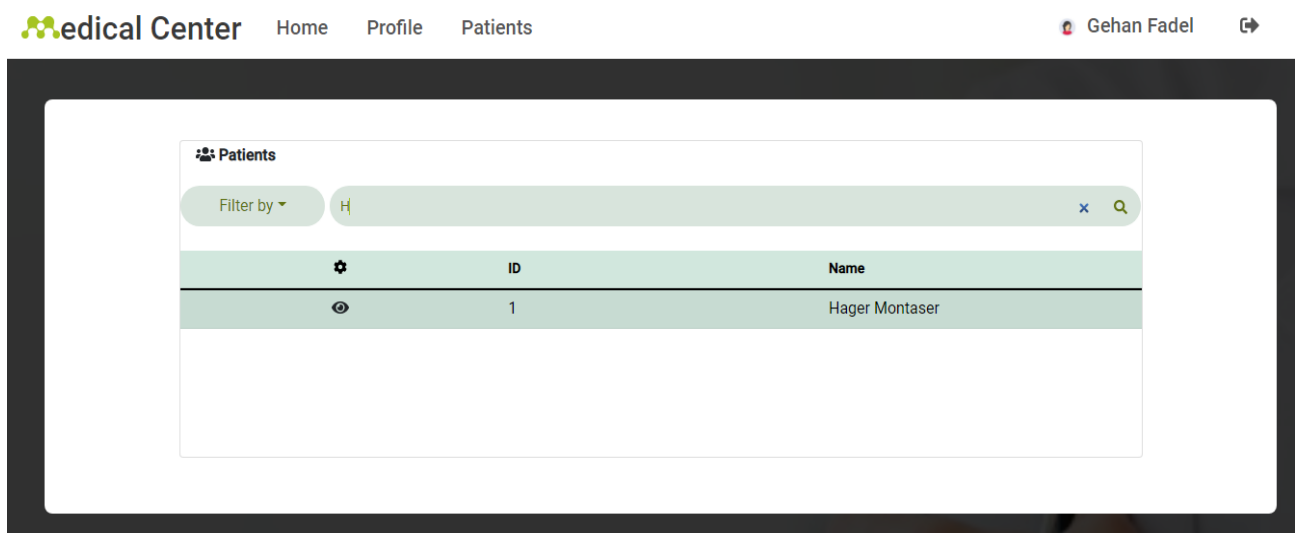 Medical Center Home Profile Patients Gehan Fadel
Patients
Filter by H
ID Name
1 Hager Montaser